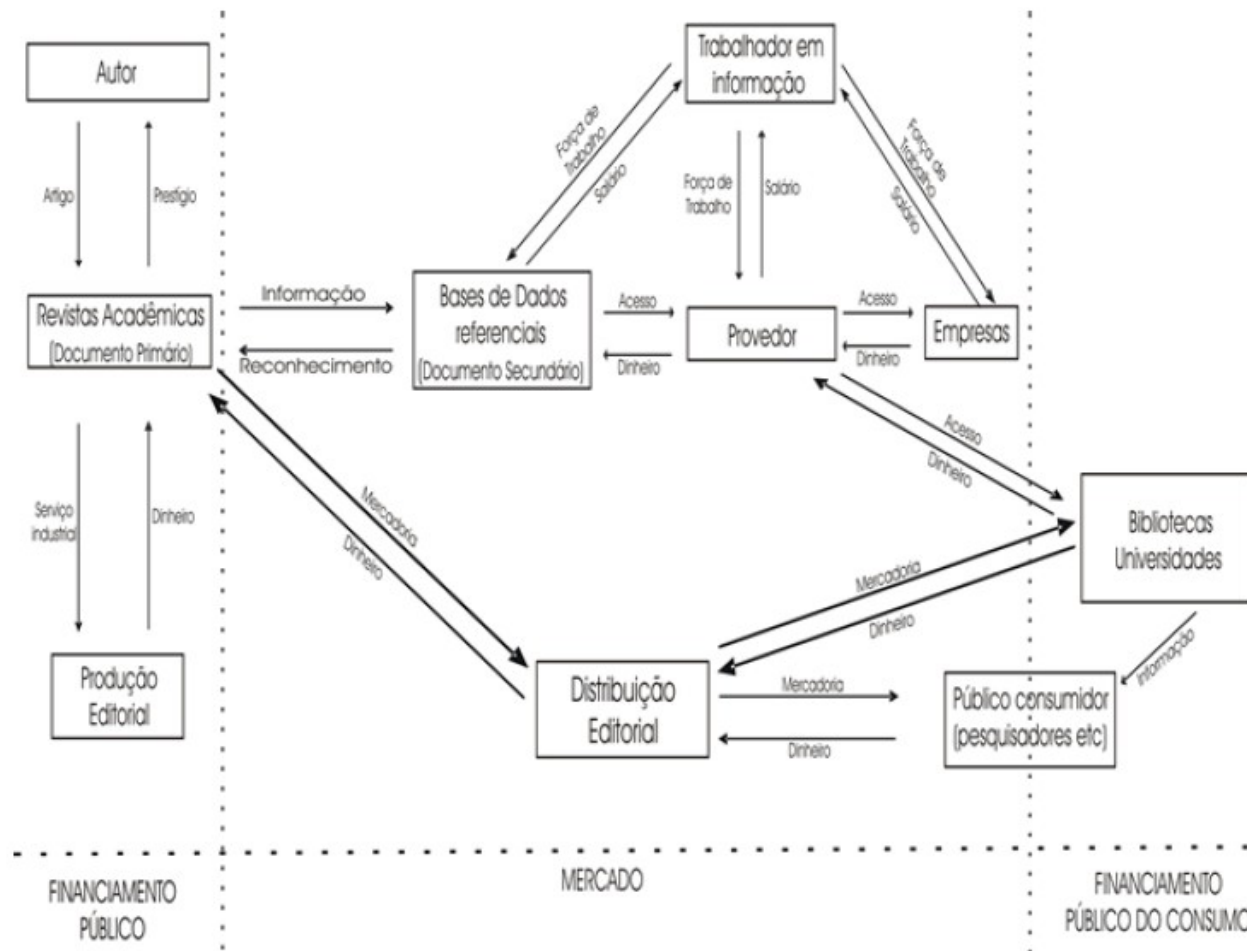 Autor
Artigo
Prestígio
Revistas Acadêmicas
(Documento Primário)
Serviço
industrial
Dinheiro
Produção
Editorial
Informação
Reconhecimento
Bases de Dados
referenciais
(Documento Secundário)
Trabalhador em
informação
Força de
Trabalho
Salário
Força de
Trabalho
Salário
Força de
Trabalho
Salário
Acesso
Dinheiro
Provedor
Acesso
Dinheiro
Empresas
Acesso
Dinheiro
Mercadoria
Dinheiro
Mercadoria
Dinheiro
Bibliotecas
Universidades
Informação
Distribuição
Editorial
Mercadoria
Dinheiro
Público consumidor
(pesquisadores etc)
FINANCIAMENTO
PÚBLICO
MERCADO
FINANCIAMENTO
PÚBLICO DO CONSUMO